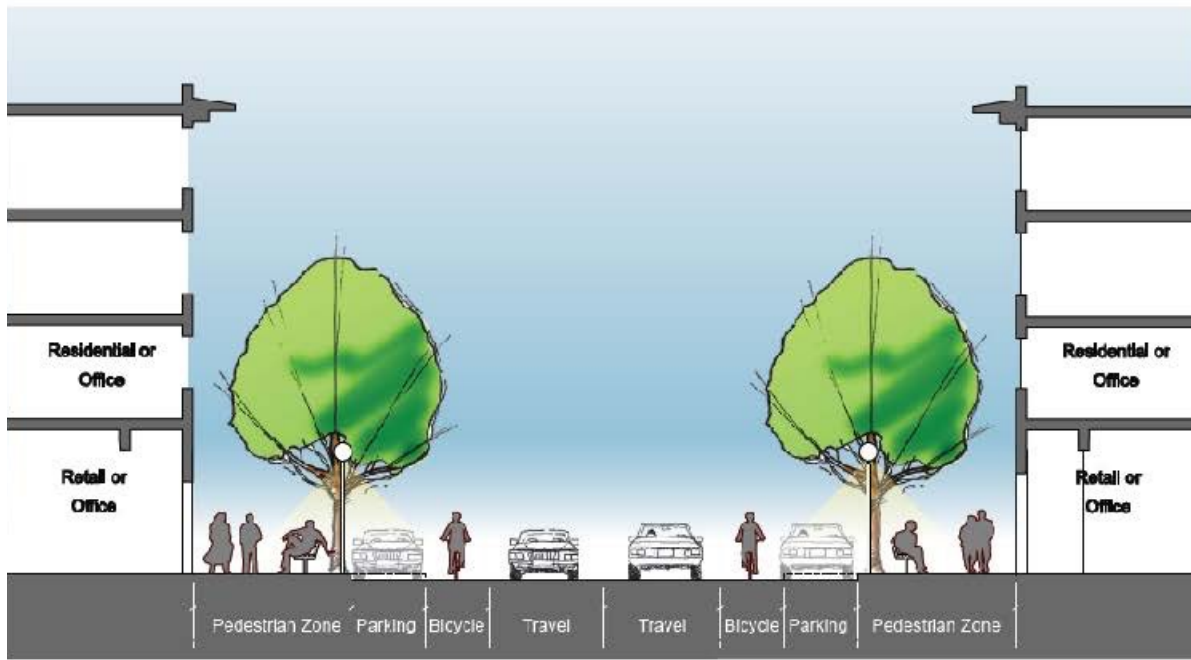 Residential or
Office
Residential or
Office
Retail or
Office
Retail or
Office
Pedestrian Zone Parking Bicycle Travel Travel Bicycle Parking Pedestrian Zone